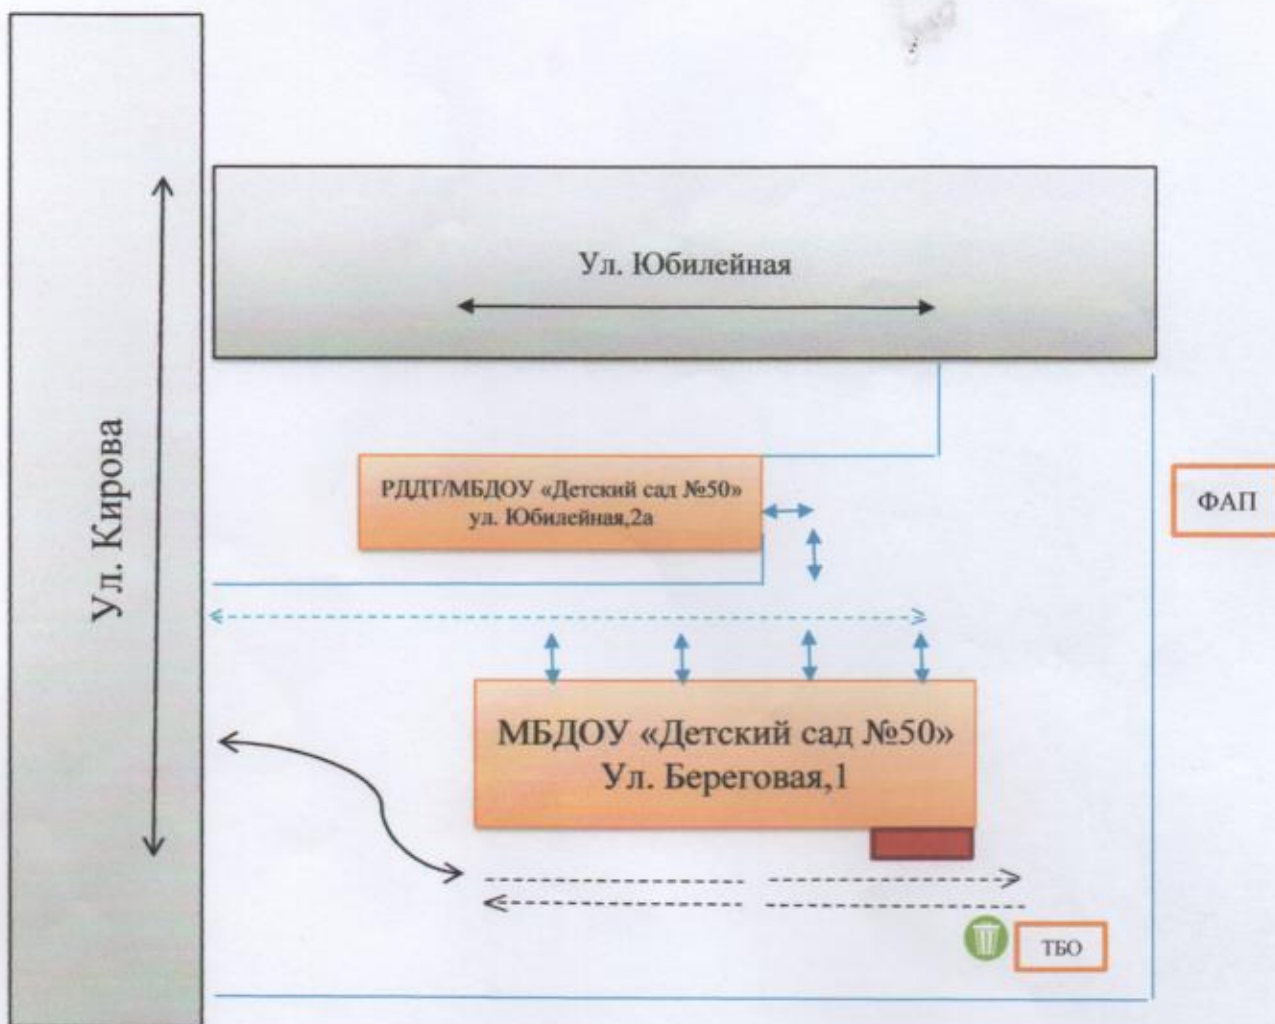 Ул. Юбилейная
Ул. Кирова
РДДТ/МБДОУ «Детский сад №50»
ул. Юбилейная,2а
ФАП
МБДОУ «Детский сад №50»
Ул. Береговая,1
ТБО